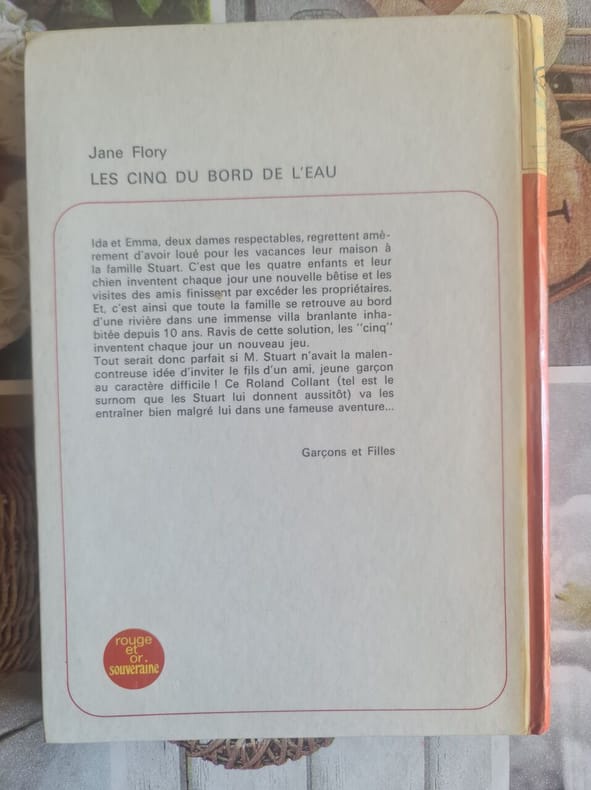 Jane Flory
LES CINQ DU BORD DE L'EAU
Ida et Emma, deux dames respectables, regrettent amè-
rement d'avoir loué pour les vacances leur maison à
la famille Stuart. C'est que les quatre enfants et leur
chien inventent chaque jour une nouvelle bêtise et les
visites des amis finissent par excéder les propriétaires.
Et, c'est ainsi que toute la famille se retrouve au bord
d'une rivière dans une immense villa branlante inha-
bitée depuis 10 ans. Ravis de cette solution, les "cinq"
inventent chaque jour un nouveau jeu.
Tout serait donc parfait si M. Stuart n'avait la malen-
contreuse idée d'inviter le fils d'un ami, jeune garçon
au caractère difficile ! Ce Roland Collant (tel est le
surnom que les Stuart lui donnent aussitôt) va les
entraîner bien malgré lui dans une fameuse aventure...
Garçons et Filles
rouge
et
or.
souveraine